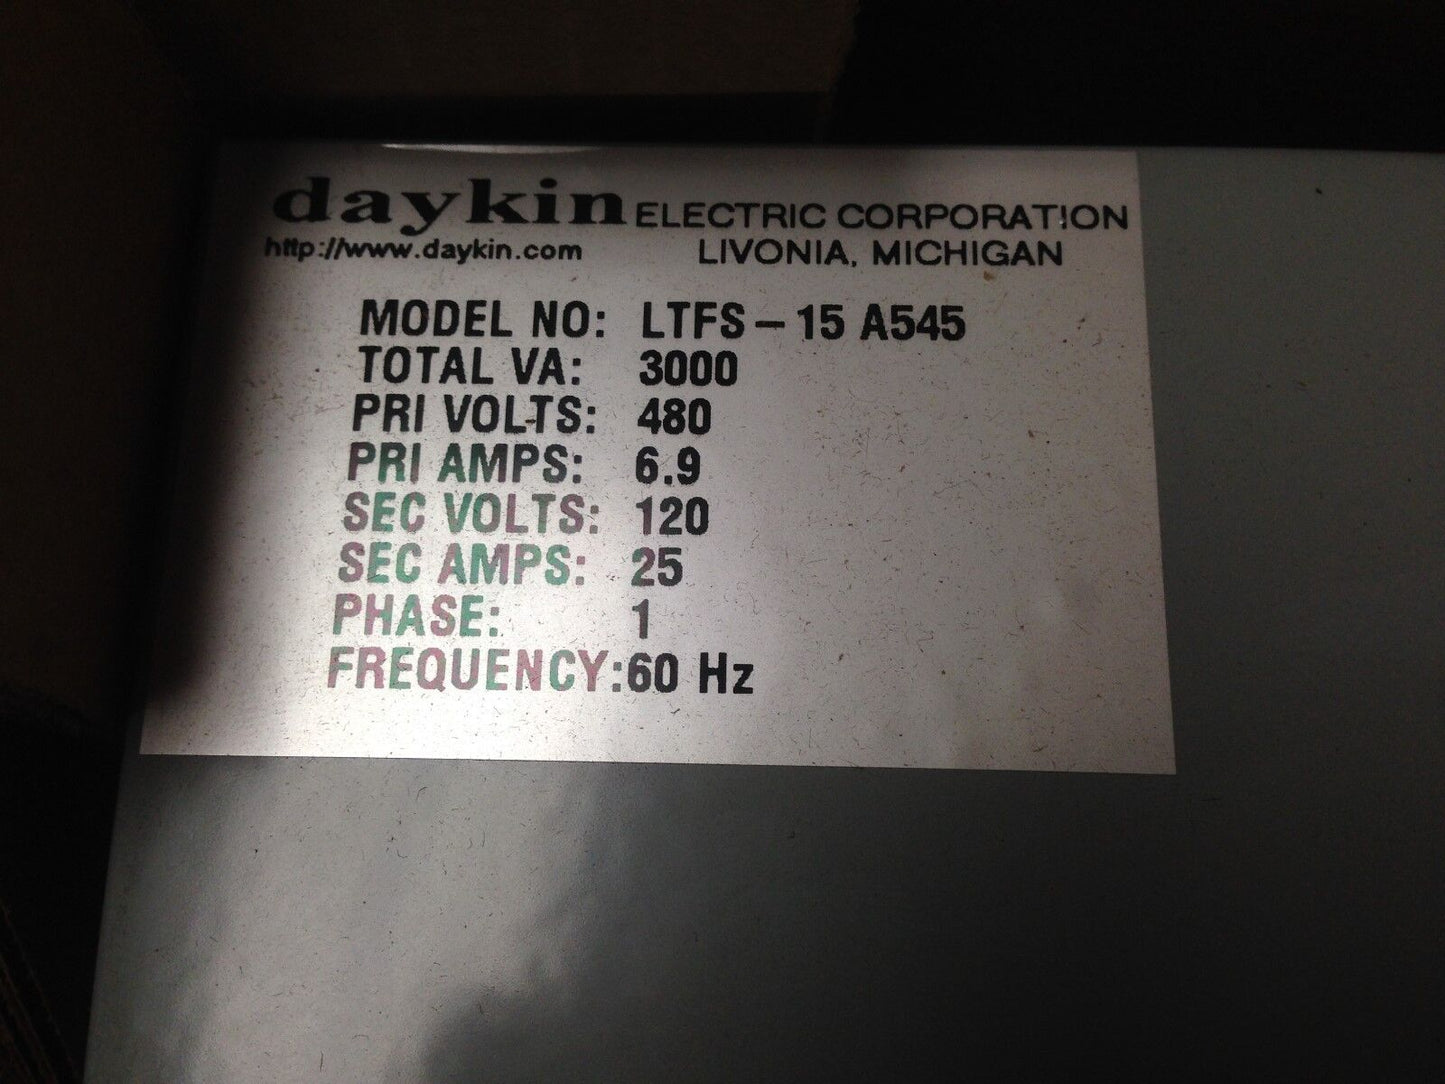 daykin ELECTRIC CORPORATION
http://www.daykin.com LIVONIA, MICHIGAN
MODEL NO: LTFS - 15 A545
TOTAL VA: 3000
PRI VOLTS: 480
PRI AMPS: 6.9
SEC VOLTS: 120
SEC AMPS: 25
PHASE: 1
FREQUENCY: 60 Hz